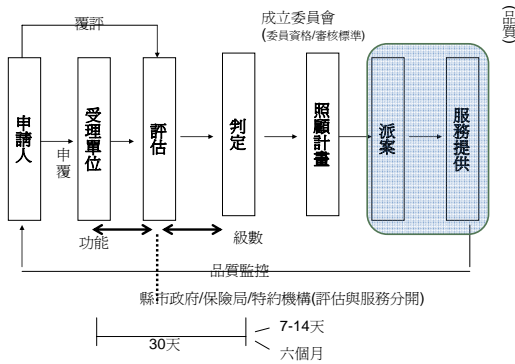 覆評
成立委員會
(委員資格/審核標準)
(品質)
申請人
申覆
受理單位
評估
判定
照顧計畫
派案
服務提供
功能
級數
品質監控
縣市政府/保險局/特約機構(評估與服務分開)
7-14天
30天
六個月